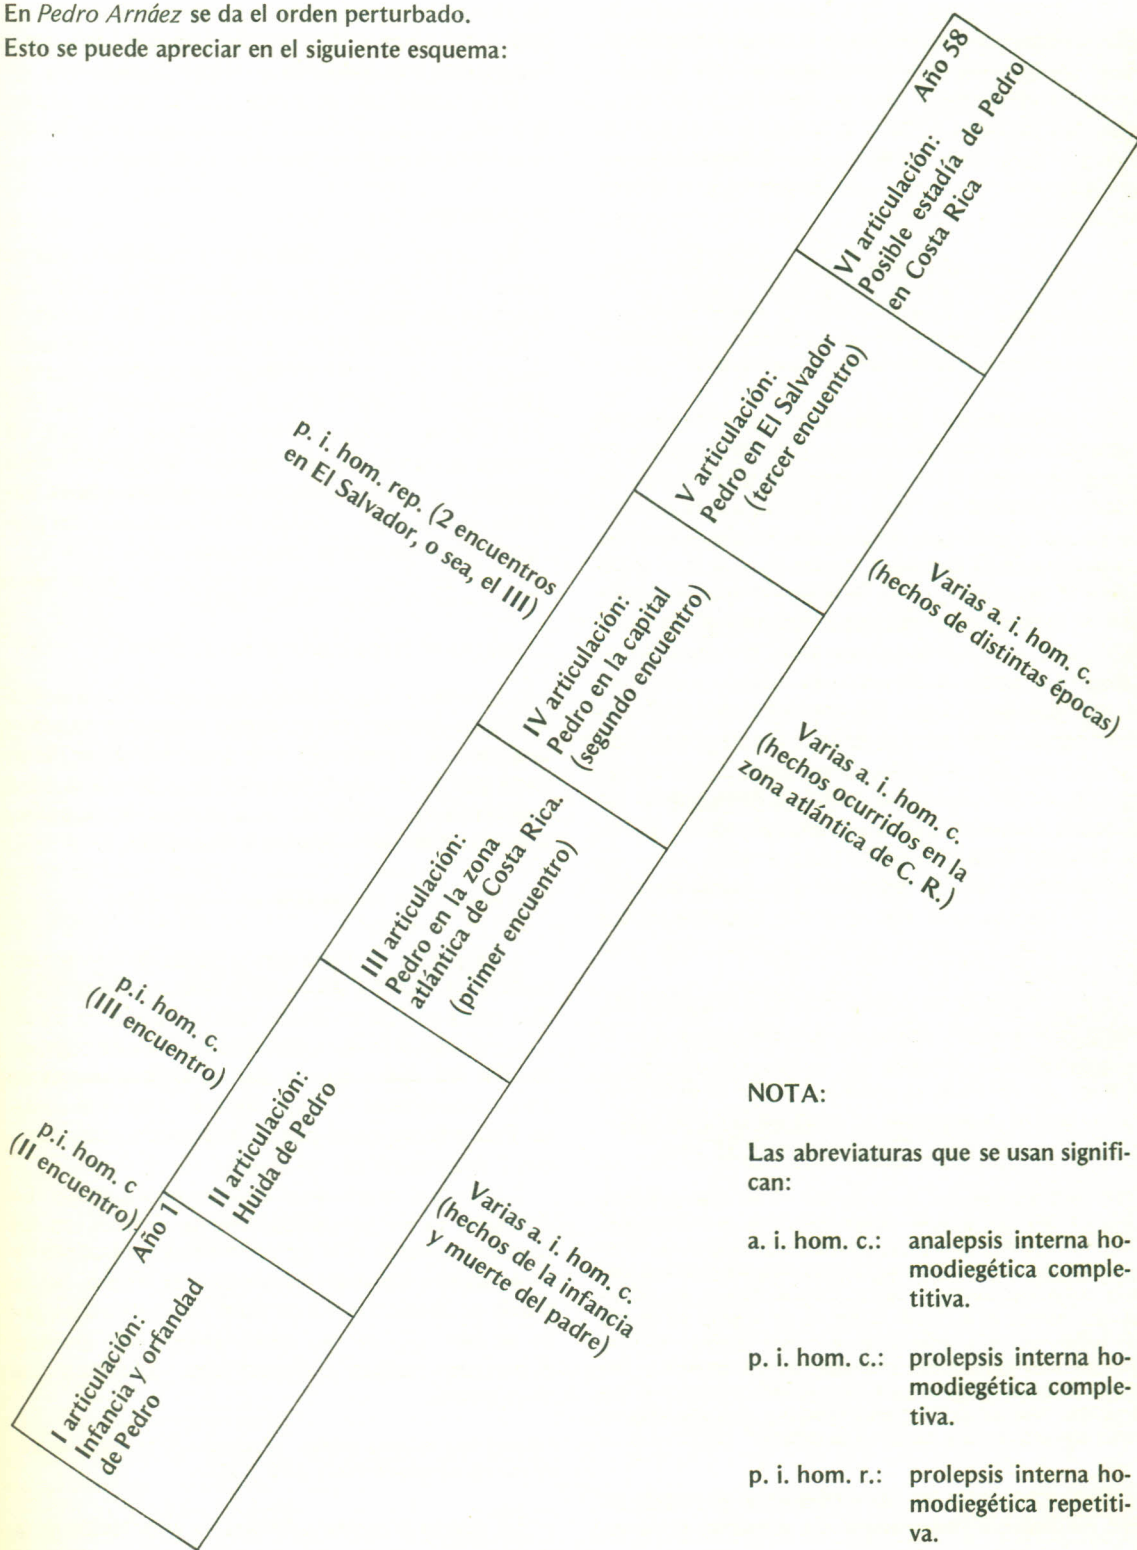 En Pedro Arnáez se da el orden perturbado.
Esto se puede apreciar en el siguiente esquema:
Año 58
VI articulación:
Posible estadía de Pedro
en Costa Rica
V articulación:
Pedro en El Salvador
(tercer encuentro)
p. i. hom. rep. (2 encuentros
en El Salvador, o sea, el III)
IV articulación:
Pedro en la capital
(segundo encuentro)
Varias a. i. hom. c.
(hechos de distintas épocas)
III articulación:
Pedro en la zona
atlántica de Costa Rica.
(primer encuentro)
Varias a. i. hom. c.
(hechos ocurridos en la
zona atlántica de C. R.)
p.i. hom. c.
(III encuentro)
II articulación:
Huida de Pedro
p.i. hom. c
(II encuentro)
Año 1
I articulación:
Infancia y orfandad
de Pedro
Varias a. i. hom. c.
(hechos de la infancia
y muerte del padre)
NOTA:
Las abreviaturas que se usan signifi-
can:
a. i. hom. c.: analepsis interna ho-
modiegética comple-
titiva.
p. i. hom. c.: prolepsis interna ho-
modiegética comple-
tiva.
p. i. hom. r.: prolepsis interna ho-
modiegética repetiti-
va.